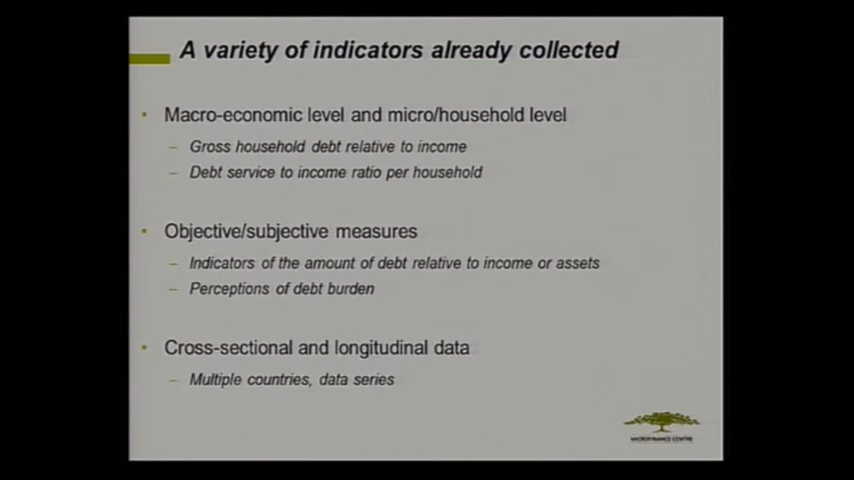 A variety of indicators already collected
• Macro-economic level and micro/household level
– Gross household debt relative to income
– Debt service to income ratio per household
• Objective/subjective measures
– Indicators of the amount of debt relative to income or assets
– Perceptions of debt burden
• Cross-sectional and longitudinal data
– Multiple countries, data series
MICROFINANCE CENTRE